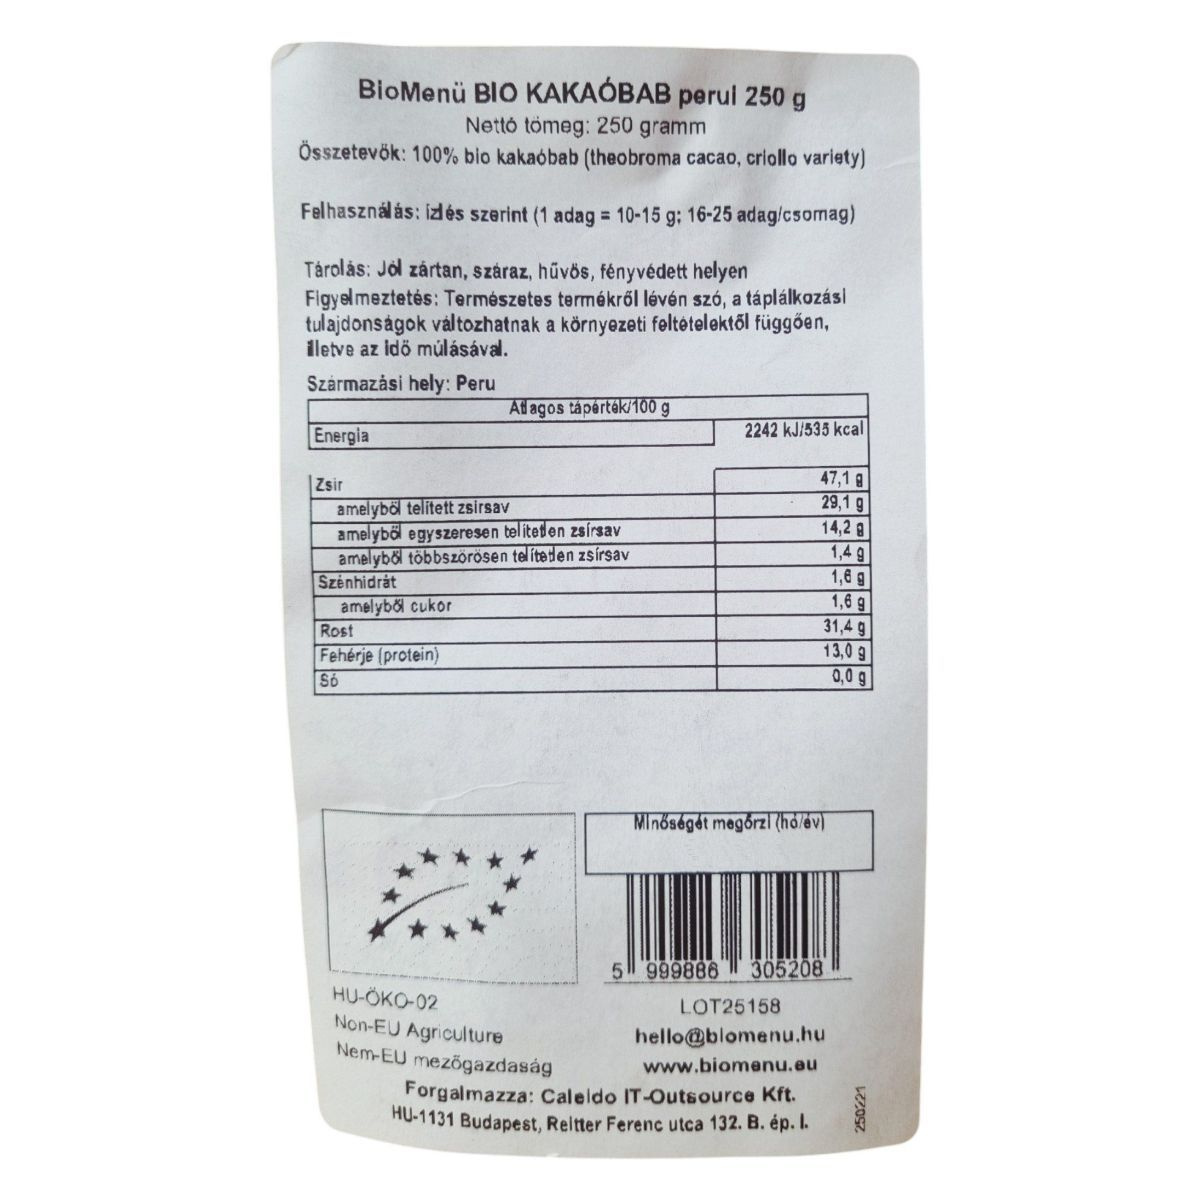 BioMenü BIO KAKAÓBAB perui 250 g
Nettó tömeg: 250 gramm
Összetevők: 100% bio kakaóbab (theobroma cacao, criollo variety)
Felhasználás: ízlés szerint (1 adag = 10-15 g; 16-25 adag/csomag)
Tárolás: Jól zártan, száraz, hűvös, fényvédett helyen
Figyelmeztetés: Természetes termékről lévén szó, a táplálkozási
tulajdonságok változhatnak a környezeti feltételektől függően,
illetve az idő múlásával.
Származási hely: Peru
Átlagos tápérték/100 g
Energia 2242 kJ/535 kcal
Zsír 47,1 g
amelyből telített zsírsav 29,1 g
amelyből egyszeresen telítetlen zsírsav 14,2 g
amelyből többszörösen telítetlen zsírsav 1,4 g
Szénhidrát 1,6 g
amelyből cukor 1,6 g
Rost 31,4 g
Fehérje (protein) 13,0 g
Só 0,0 g
Minőségét megőrzi (hó/év)
5 999886 305208
HU-ÖKO-02
Non-EU Agriculture
Nem-EU mezőgazdaság
LOT25158
hello@biomenu.hu
www.biomenu.eu
Forgalmazza: Caleido IT-Outsource Kft.
HU-1131 Budapest, Reitter Ferenc utca 132. B. ép. I.
250221